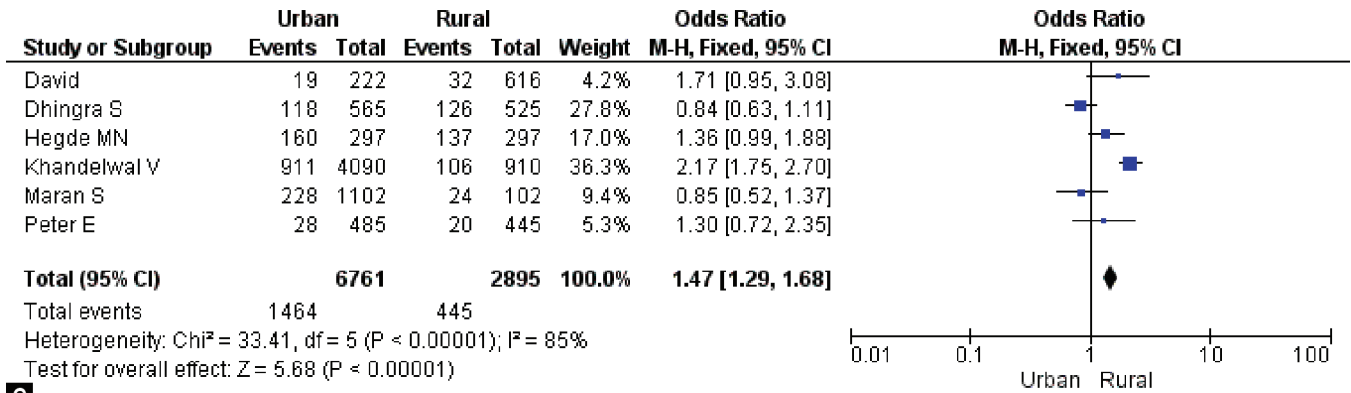 Urban Rural Odds Ratio Odds Ratio
Study or Subgroup Events Total Events Total Weight M-H, Fixed, 95% CI M-H, Fixed, 95% CI
David 19 222 32 616 4.2% 1.71 [0.95, 3.08]
Dhingra S 118 565 126 525 27.8% 0.84 [0.63, 1.11]
Hegde MN 160 297 137 297 17.0% 1.36 [0.99, 1.88]
Khandelwal V 911 4090 106 910 36.3% 2.17 [1.75, 2.70]
Maran S 228 1102 24 102 9.4% 0.85 [0.52, 1.37]
Peter E 28 485 20 445 5.3% 1.30 [0.72, 2.35]
Total (95% CI) 6761 2895 100.0% 1.47 [1.29, 1.68]
Total events 1464 445
Heterogeneity: Chi² = 33.41, df = 5 (P < 0.00001); I² = 85%
Test for overall effect: Z = 5.68 (P < 0.00001)
0.01 0.1 1 10 100
Urban Rural